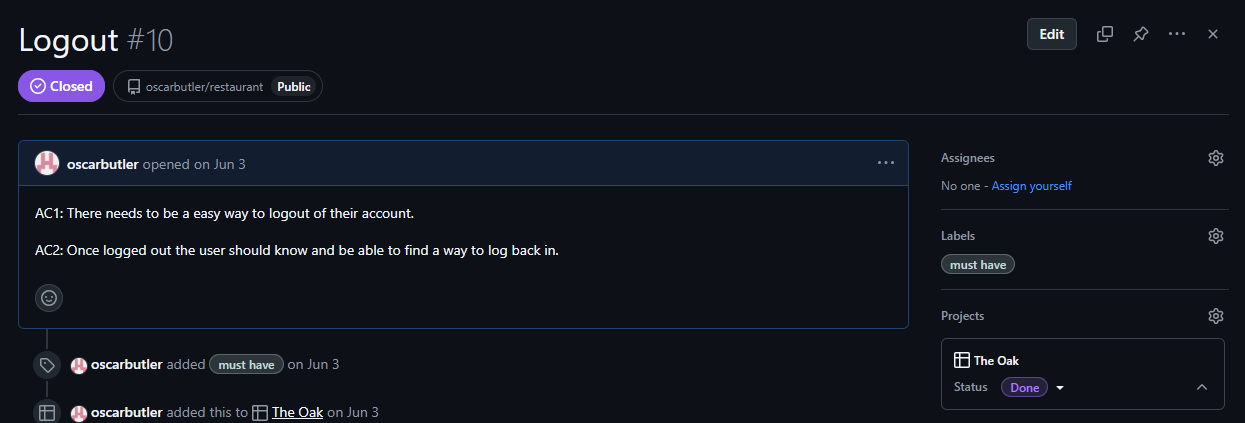 Logout #10
Edit
Closed
oscarbutler/restaurant Public
oscarbutler opened on Jun 3
AC1: There needs to be a easy way to logout of their account.
AC2: Once logged out the user should know and be able to find a way to log back in.
oscarbutler added must have on Jun 3
oscarbutler added this to The Oak on Jun 3
Assignees
No one - Assign yourself
Labels
must have
Projects
The Oak
Status Done